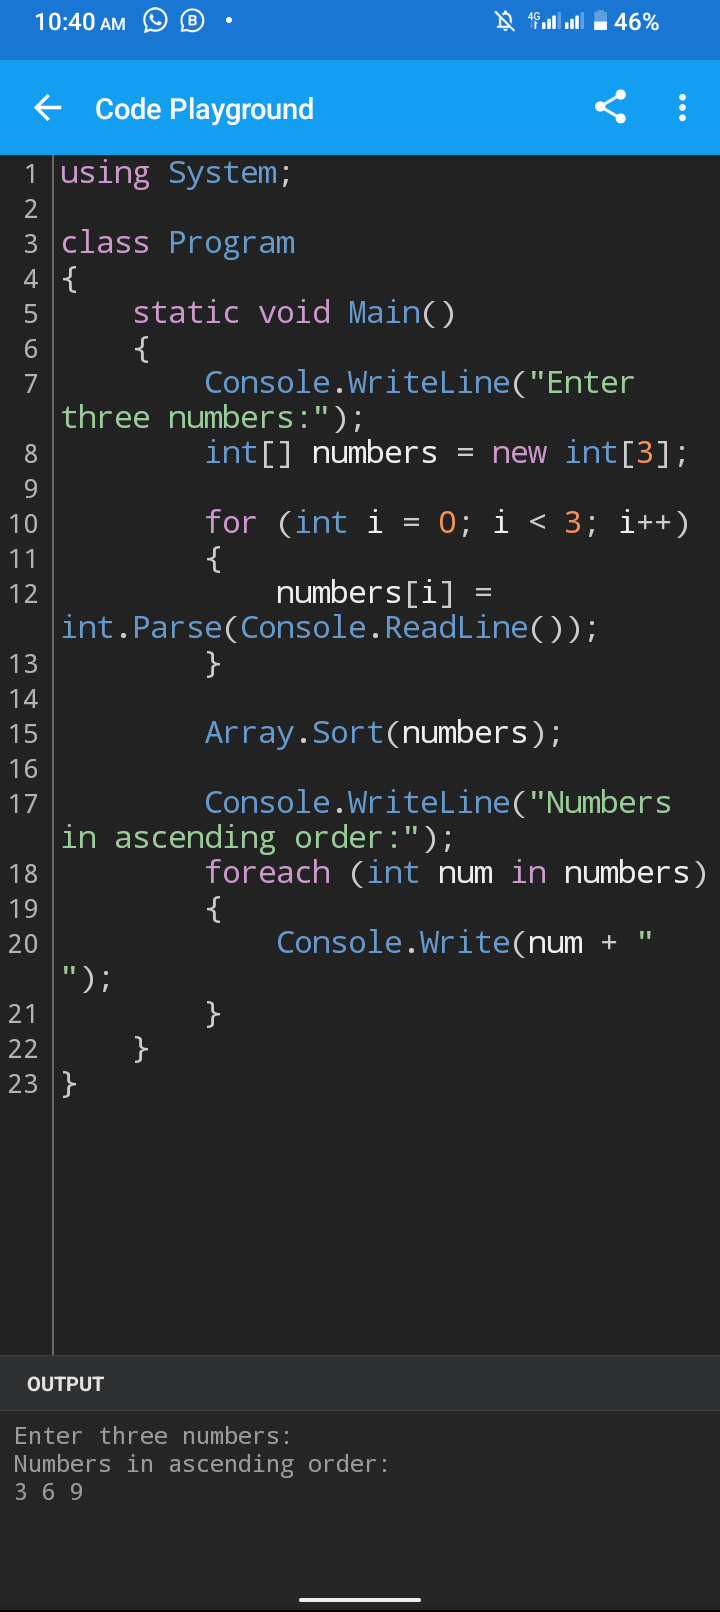 10:40 AM 4G 46%
Code Playground
1 using System;
2
3 class Program
4 {
5     static void Main()
6     {
7         Console.WriteLine("Enter
three numbers:");
8         int[] numbers = new int[3];
9
10         for (int i = 0; i < 3; i++)
11         {
12             numbers[i] =
int.Parse(Console.ReadLine());
13         }
14
15         Array.Sort(numbers);
16
17         Console.WriteLine("Numbers
in ascending order:");
18         foreach (int num in numbers)
19         {
20             Console.Write(num + "
");
21         }
22     }
23 }
OUTPUT
Enter three numbers:
Numbers in ascending order:
3 6 9